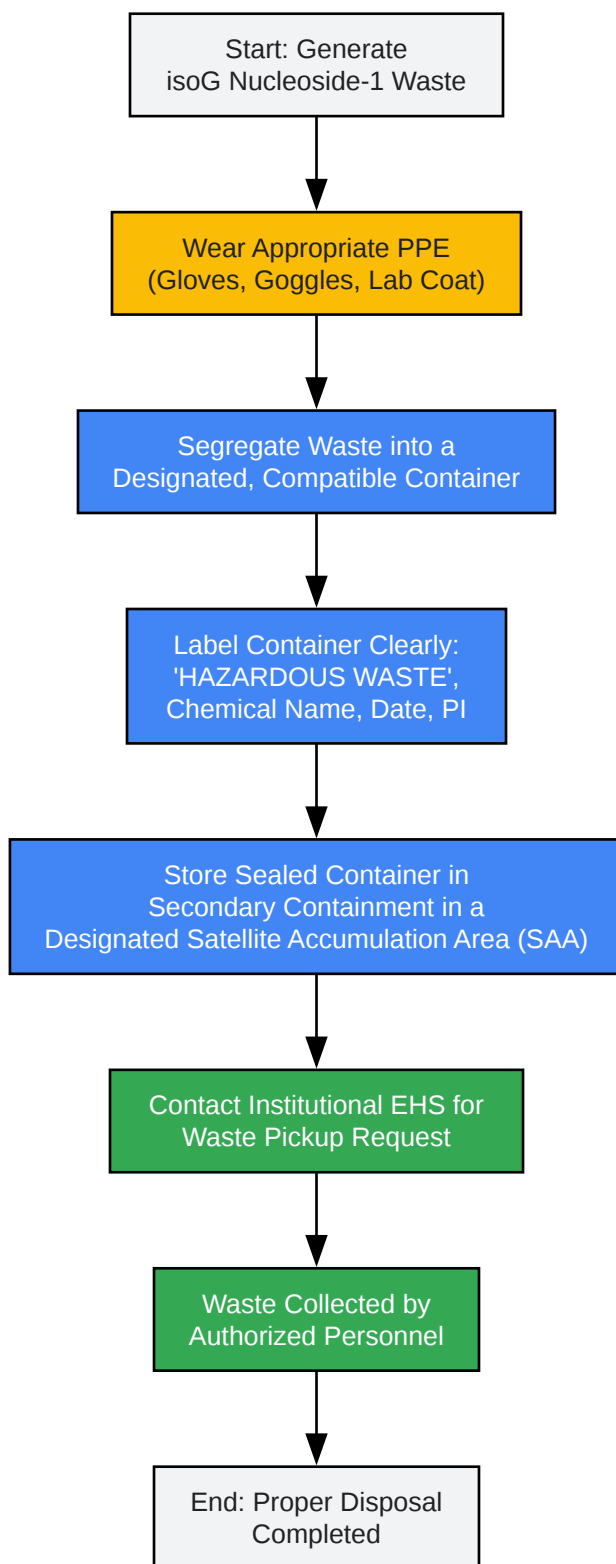 Start: Generate
isoG Nucleoside-1 Waste
Wear Appropriate PPE
(Gloves, Goggles, Lab Coat)
Segregate Waste into a
Designated, Compatible Container
Label Container Clearly:
'HAZARDOUS WASTE',
Chemical Name, Date, PI
Store Sealed Container in
Secondary Containment in a
Designated Satellite Accumulation Area (SAA)
Contact Institutional EHS for
Waste Pickup Request
Waste Collected by
Authorized Personnel
End: Proper Disposal
Completed